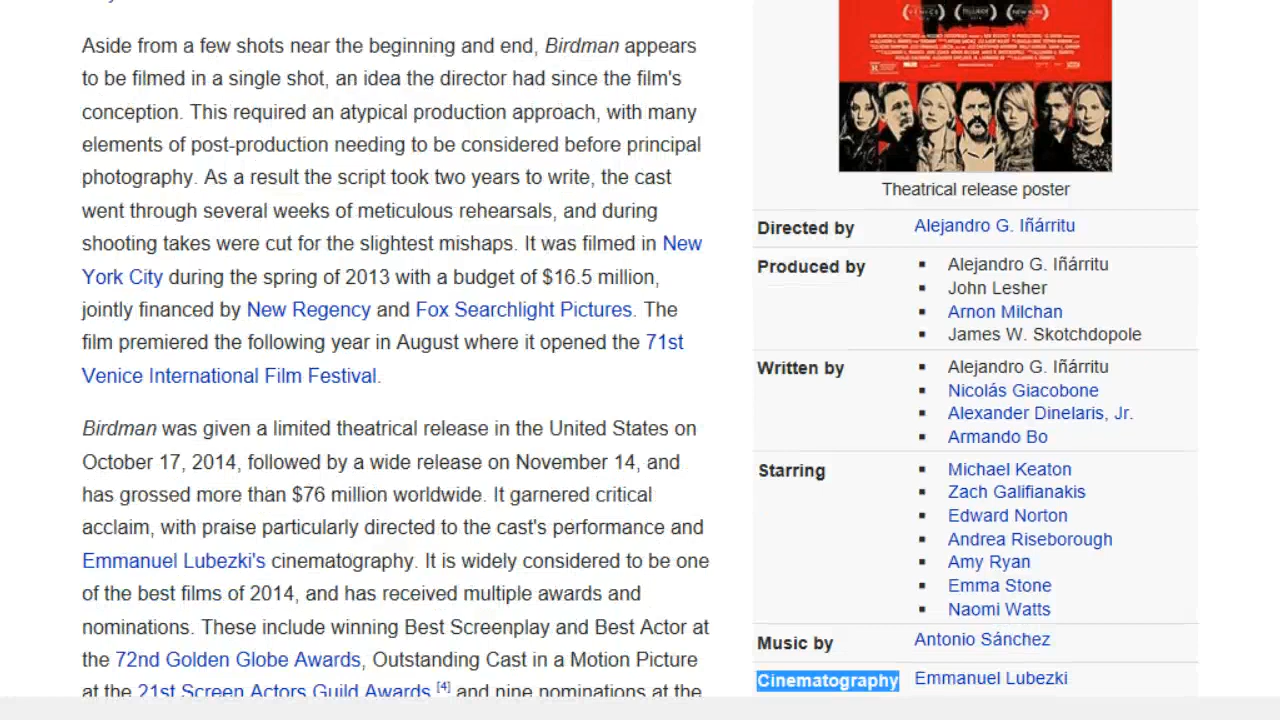 Aside from a few shots near the beginning and end, Birdman appears
to be filmed in a single shot, an idea the director had since the film's
conception. This required an atypical production approach, with many
elements of post-production needing to be considered before principal
photography. As a result the script took two years to write, the cast
went through several weeks of meticulous rehearsals, and during
shooting takes were cut for the slightest mishaps. It was filmed in New
York City during the spring of 2013 with a budget of $16.5 million,
jointly financed by New Regency and Fox Searchlight Pictures. The
film premiered the following year in August where it opened the 71st
Venice International Film Festival.
Birdman was given a limited theatrical release in the United States on
October 17, 2014, followed by a wide release on November 14, and
has grossed more than $76 million worldwide. It garnered critical
acclaim, with praise particularly directed to the cast's performance and
Emmanuel Lubezki's cinematography. It is widely considered to be one
of the best films of 2014, and has received multiple awards and
nominations. These include winning Best Screenplay and Best Actor at
the 72nd Golden Globe Awards, Outstanding Cast in a Motion Picture
at the 21st Screen Actors Guild Awards,[4] and nine nominations at the
Theatrical release poster
Directed by Alejandro G. Iñárritu
Produced by ▪ Alejandro G. Iñárritu
▪ John Lesher
▪ Arnon Milchan
▪ James W. Skotchdopole
Written by ▪ Alejandro G. Iñárritu
▪ Nicolás Giacobone
▪ Alexander Dinelaris, Jr.
▪ Armando Bo
Starring ▪ Michael Keaton
▪ Zach Galifianakis
▪ Edward Norton
▪ Andrea Riseborough
▪ Amy Ryan
▪ Emma Stone
▪ Naomi Watts
Music by Antonio Sánchez
Cinematography Emmanuel Lubezki